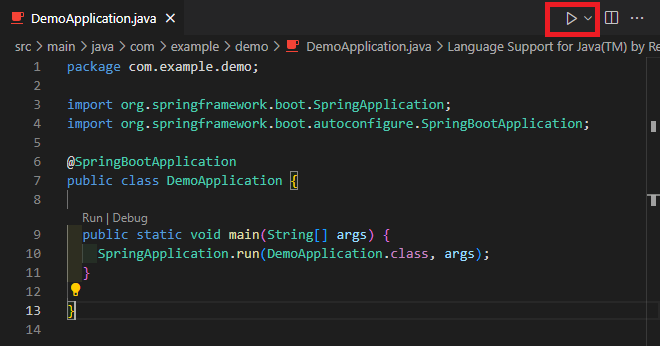 DemoApplication.java
src > main > java > com > example > demo > DemoApplication.java > Language Support for Java(TM) by Re
1 package com.example.demo;
2
3 import org.springframework.boot.SpringApplication;
4 import org.springframework.boot.autoconfigure.SpringBootApplication;
5
6 @SpringBootApplication
7 public class DemoApplication {
8
Run | Debug
9 public static void main(String[] args) {
10 SpringApplication.run(DemoApplication.class, args);
11 }
12
13 }
14